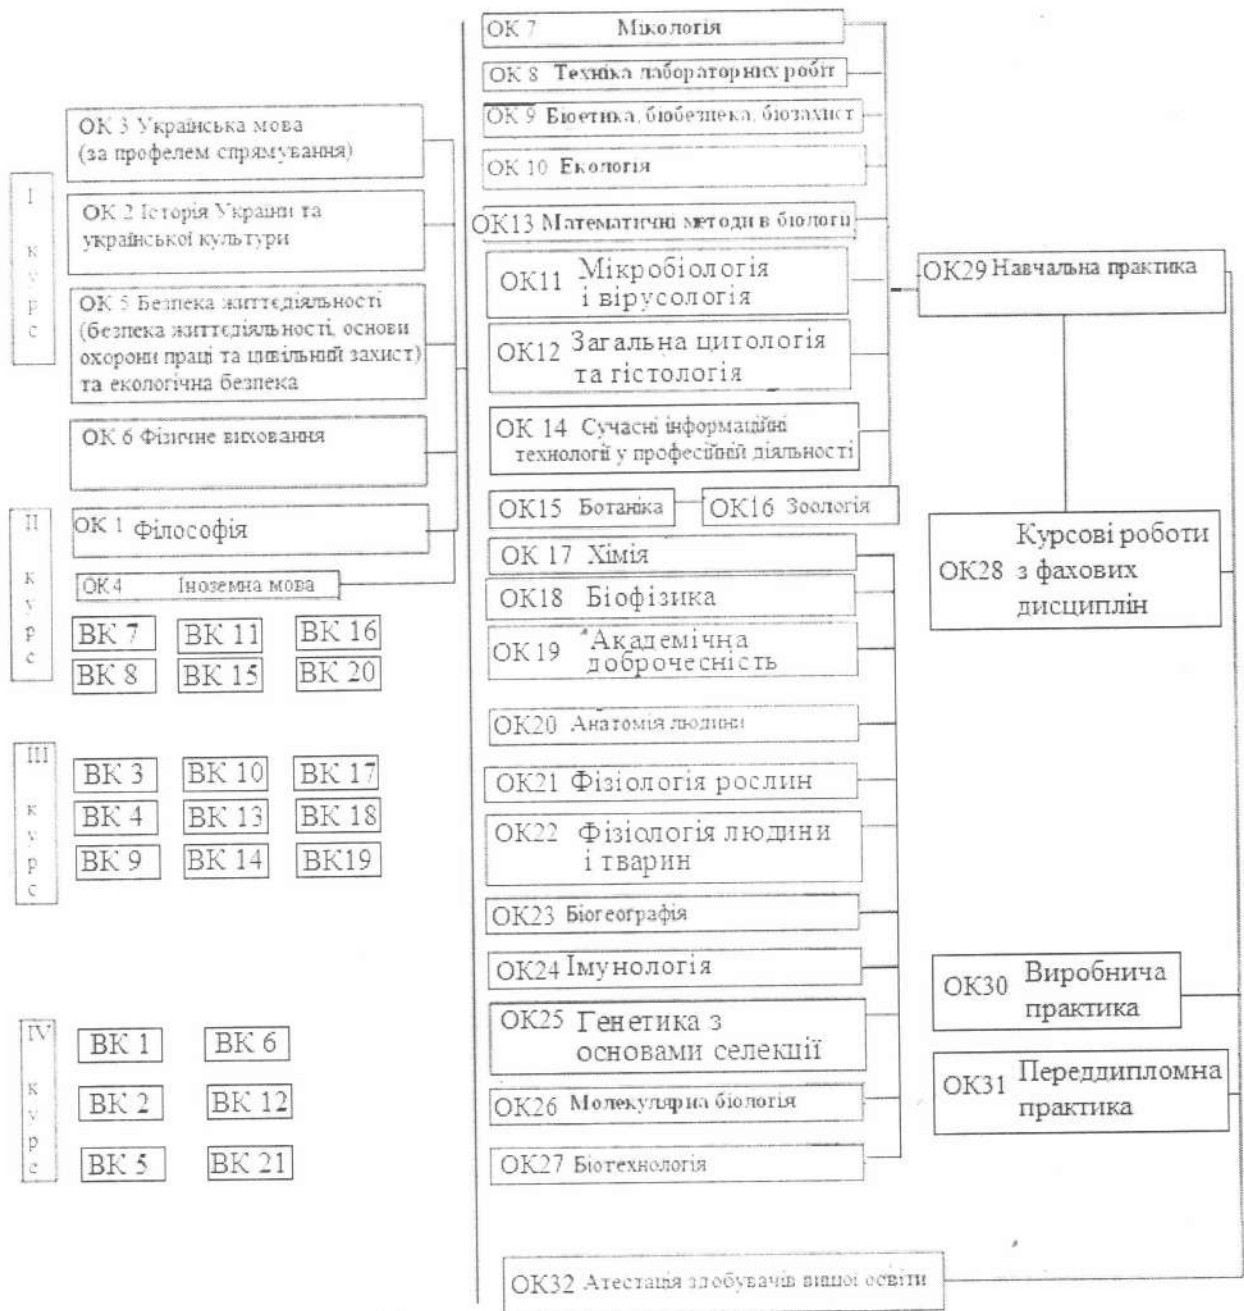 І
к
у
р
с
ОК 3 Українська мова
(за профелем спрямування)
ОК 2 Історія України та
української культури
ОК 5 Безпека життєдіяльності
(безпека життєдіяльності, основи
охорони праці та цивільний захист)
та екологічна безпека
ОК 6 Фізичне виховання
ІІ
к
у
р
с
ОК 1 Філософія
ОК4 Іноземна мова
ВК 7 ВК 11 ВК 16
ВК 8 ВК 15 ВК 20
ІІІ
к
у
р
с
ВК 3 ВК 10 ВК 17
ВК 4 ВК 13 ВК 18
ВК 9 ВК 14 ВК19
IV
к
у
р
с
ВК 1 ВК 6
ВК 2 ВК 12
ВК 5 ВК 21
ОК 7 Мікологія
ОК 8 Техніка лабораторних робіт
ОК 9 Біоетика, біобезпека, біозахист
ОК 10 Екологія
ОК13 Математичні методи в біології
ОК11 Мікробіологія
і вірусологія
ОК12 Загальна цитологія
та гістологія
ОК 14 Сучасні інформаційні
технології у професійній діяльності
ОК15 Ботаніка
ОК16 Зоологія
ОК 17 Хімія
ОК18 Біофізика
ОК 19 Академічна
доброчесність
ОК20 Анатомія людини
ОК21 Фізіологія рослин
ОК22 Фізіологія людини
і тварин
ОК23 Біогеографія
ОК24 Імунологія
ОК25 Генетика з
основами селекції
ОК26 Молекулярна біологія
ОК27 Біотехнологія
ОК32 Атестація здобувачів вищої освіти
ОК29 Навчальна практика
ОК28 Курсові роботи
з фахових
дисциплін
ОК30 Виробнича
практика
ОК31 Переддипломна
практика